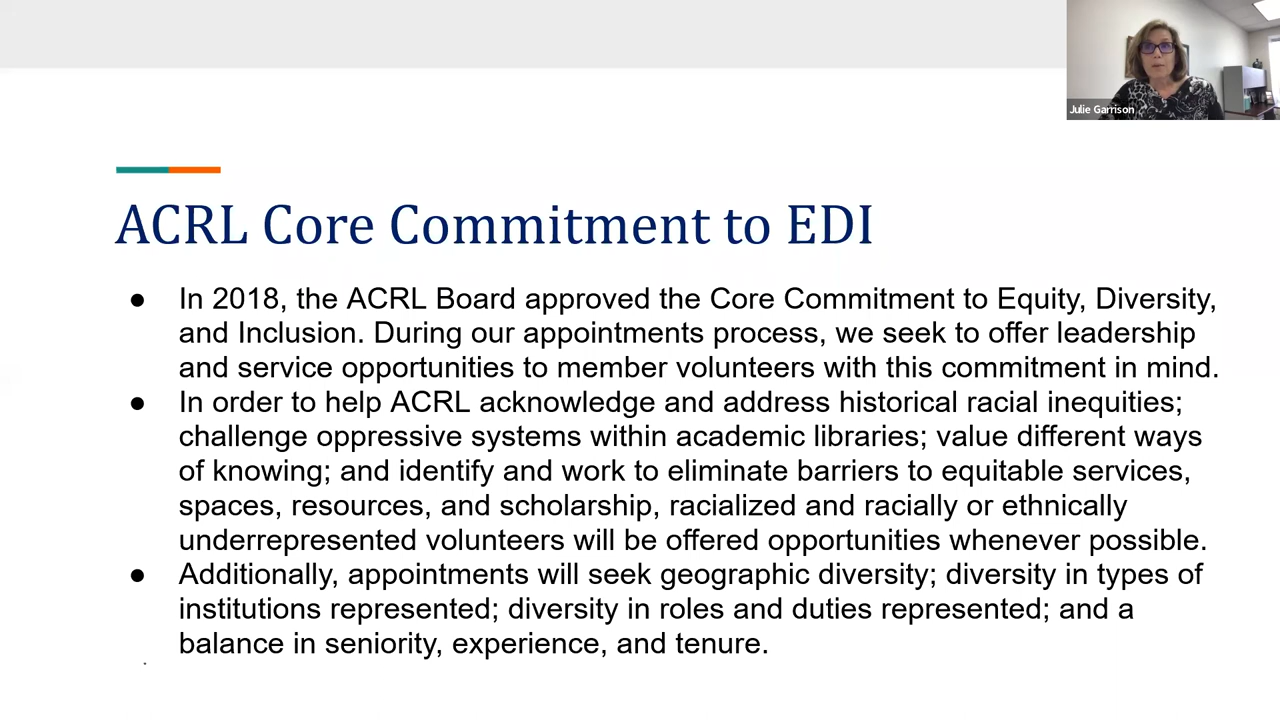 Julie Garrison
ACRL Core Commitment to EDI
● In 2018, the ACRL Board approved the Core Commitment to Equity, Diversity,
and Inclusion. During our appointments process, we seek to offer leadership
and service opportunities to member volunteers with this commitment in mind.
● In order to help ACRL acknowledge and address historical racial inequities;
challenge oppressive systems within academic libraries; value different ways
of knowing; and identify and work to eliminate barriers to equitable services,
spaces, resources, and scholarship, racialized and racially or ethnically
underrepresented volunteers will be offered opportunities whenever possible.
● Additionally, appointments will seek geographic diversity; diversity in types of
institutions represented; diversity in roles and duties represented; and a
balance in seniority, experience, and tenure.